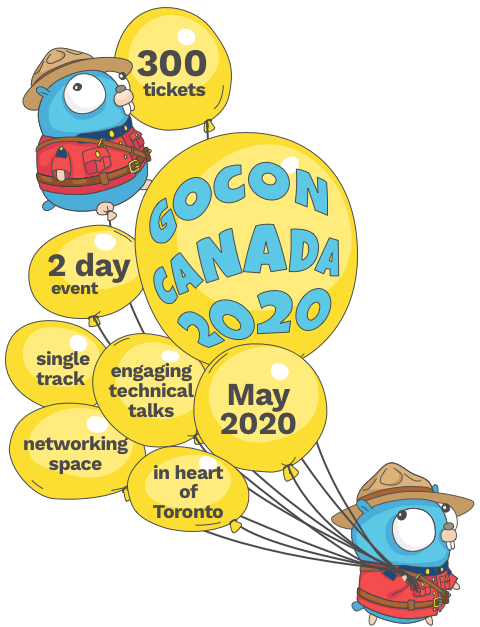 300
tickets
GOCON
CANADA
2020
2 day
event
single
track
engaging
technical
talks
May
2020
networking
space
in heart
of
Toronto